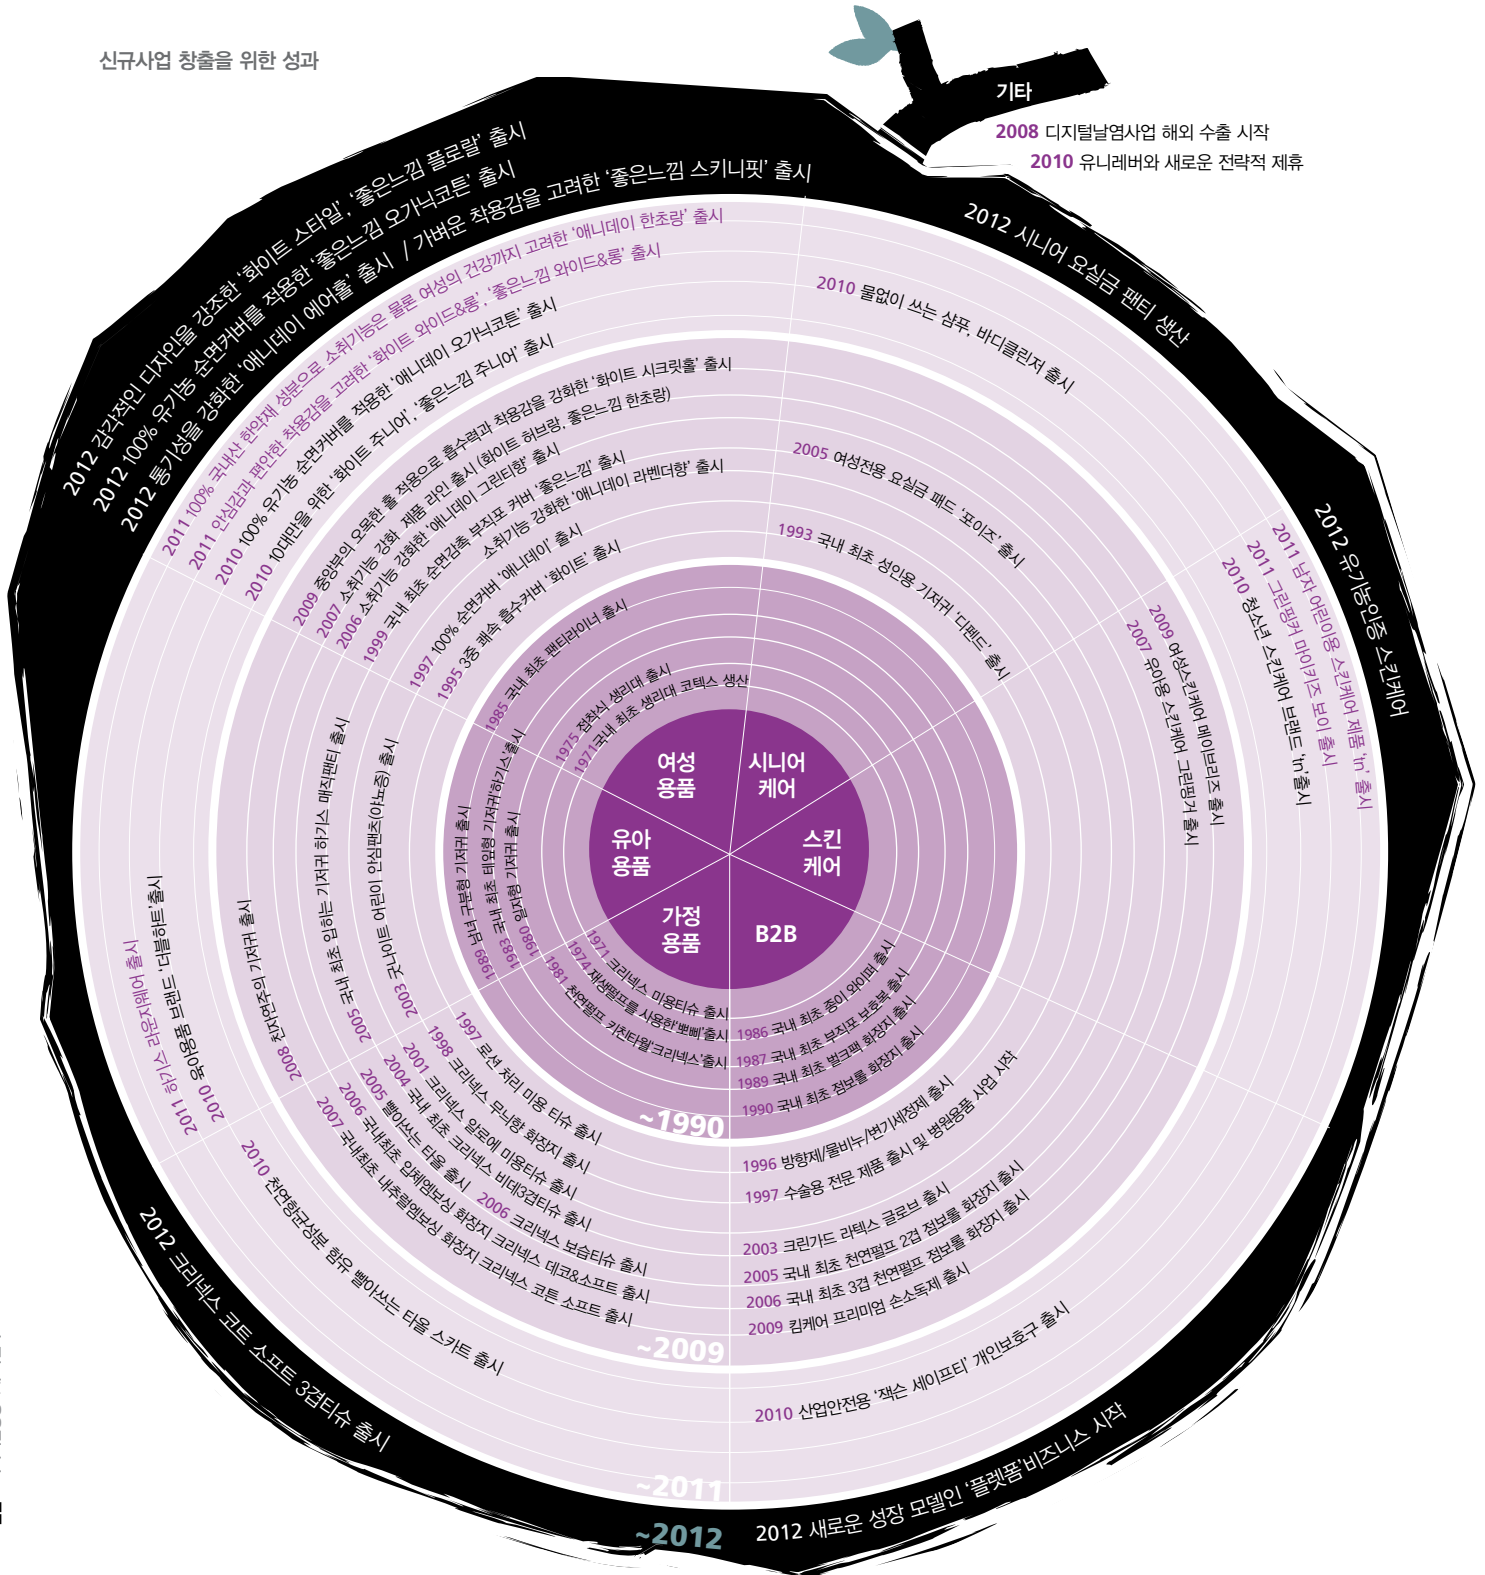 신규사업 창출을 위한 성과
기타
2008 디지털날염사업 해외 수출 시작
2010 유니레버와 새로운 전략적 제휴
2012 감각적인 디자인을 강조한 ‘화이트 스타일’, ‘좋은느낌 플로랄’ 출시
2012 100% 유기농 순면커버를 적용한 ‘좋은느낌 오가닉코튼’ 출시
2012 통기성을 강화한 ‘애니데이 에어홀’ 출시 / 가벼운 착용감을 고려한 ‘좋은느낌 스키니핏’ 출시
2011 100% 국내산 한약재 성분으로 소취기능은 물론 여성의 건강까지 고려한 ‘애니데이 한초랑’ 출시
2011 안심감과 편안한 착용감을 고려한 ‘화이트 와이드&롱’, ‘좋은느낌 와이드&롱’ 출시
2010 100% 유기농 순면커버를 적용한 ‘애니데이 오가닉코튼’ 출시
2010 10대만을 위한 ‘화이트 주니어’, ‘좋은느낌 주니어’ 출시
2009 중앙부의 오목한 홀 적용으로 흡수력과 착용감을 강화한 ‘화이트 시크릿홀’ 출시
2007 소취기능 강화 제품 라인 출시 (화이트 허브랑, 좋은느낌 한초랑)
2006 소취기능 강화한 ‘애니데이 그린티향’ 출시
1999 국내 최초 순면감촉 부직포 커버 ‘좋은느낌’ 출시
소취기능 강화한 ‘애니데이 라벤더향’ 출시
1997 100% 순면커버 ‘애니데이’ 출시
1995 3중 쾌속 흡수커버 ‘화이트’ 출시
1985 국내 최초 팬티라이너 출시
1975 접착식 생리대 출시
1971 국내 최초 생리대 코텍스 생산
여성
용품
2012 시니어 요실금 팬티 생산
2010 물없이 쓰는 샴푸, 바디클린저 출시
2005 여성전용 요실금 패드 ‘포이즈’ 출시
1993 국내 최초 성인용 기저귀 ‘디펜드’ 출시
시니어
케어
2012 유기농인증 스킨케어
2011 남자 어린이용 스킨케어 제품 ‘tn’ 출시
2011 그린핑커 마이키즈 보이 출시
2010 청소년 스킨케어 브랜드 ‘tn’출시
2009 여성스킨케어 메이브리즈 출시
2007 유아용 스킨케어 그린핑거 출시
스킨
케어
유아
용품
1989 남녀 구분형 기저귀 출시
1983 국내 최초 테잎형 기저귀‘하기스’출시
1980 일자형 기저귀 출시
2003 굿나이트 어린이 안심팬츠(야뇨증) 출시
2005 국내 최초 입히는 기저귀 하기스 매직팬티 출시
2008 천자연주의 기저귀 출시
2010 육아용품 브랜드 ‘더블하트’출시
2011 하기스 라운지웨어 출시
가정
용품
1971 크리넥스 미용티슈 출시
1974 재생펄프를 사용한‘뽀삐’출시
1981 천연펄프 키친타월‘크리넥스’출시
1997 로션 처리 미용 티슈 출시
1998 크리넥스 무늬향 화장지 출시
2001 크리넥스 알로에 미용티슈 출시
2004 국내 최초 크리넥스 비데3겹티슈 출시
2005 빨아쓰는 타올 출시 2006 크리넥스 보습티슈 출시
2006 국내최초 입체엠보싱 화장지 크리넥스 데코&소프트 출시
2007 국내최초 내추럴엠보싱 화장지 크리넥스 코튼 소프트 출시
2010 천연항균성분 함유 빨아쓰는 타올 스카트 출시
2012 크리넥스 코트 소프트 3겹티슈 출시
B2B
1986 국내 최초 종이 와이퍼 출시
1987 국내 최초 부직포 보호복 출시
1989 국내 최초 벌크팩 화장지 출시
1990 국내 최초 점보롤 화장지 출시
1996 방향제/물비누/변기세정제 출시
1997 수술용 전문 제품 출시 및 병원용품 사업 시작
2003 크린가드 라텍스 글로브 출시
2005 국내 최초 천연펄프 2겹 점보롤 화장지 출시
2006 국내 최초 3겹 천연펄프 점보롤 화장지 출시
2009 킴케어 프리미엄 손소독제 출시
2010 산업안전용 ‘잭슨 세이프티’ 개인보호구 출시
2012 새로운 성장 모델인 ‘플렛폼’비즈니스 시작
~1990
~2009
~2011
~2012